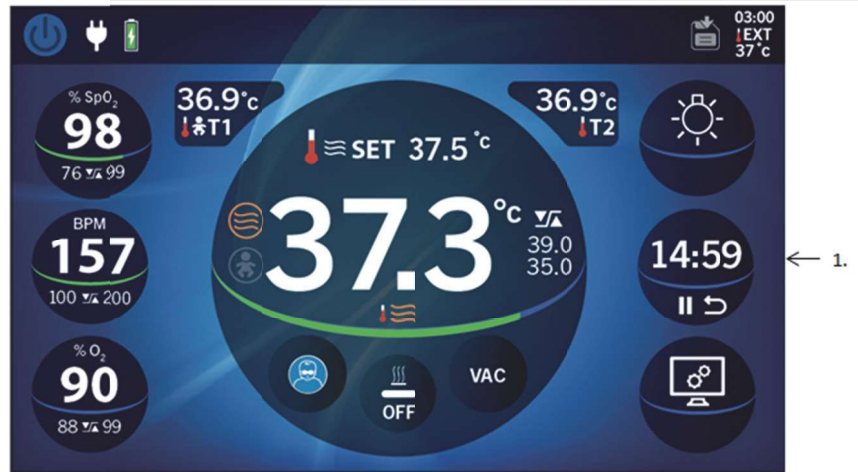 03:00
EXT
37°c
% SpO₂
98
76 99
36.9°c
T1
36.9°c
T2
SET 37.5°c
37.3°c
39.0
35.0
BPM
157
100 200
14:59
1.
% O₂
90
88 99
OFF
VAC